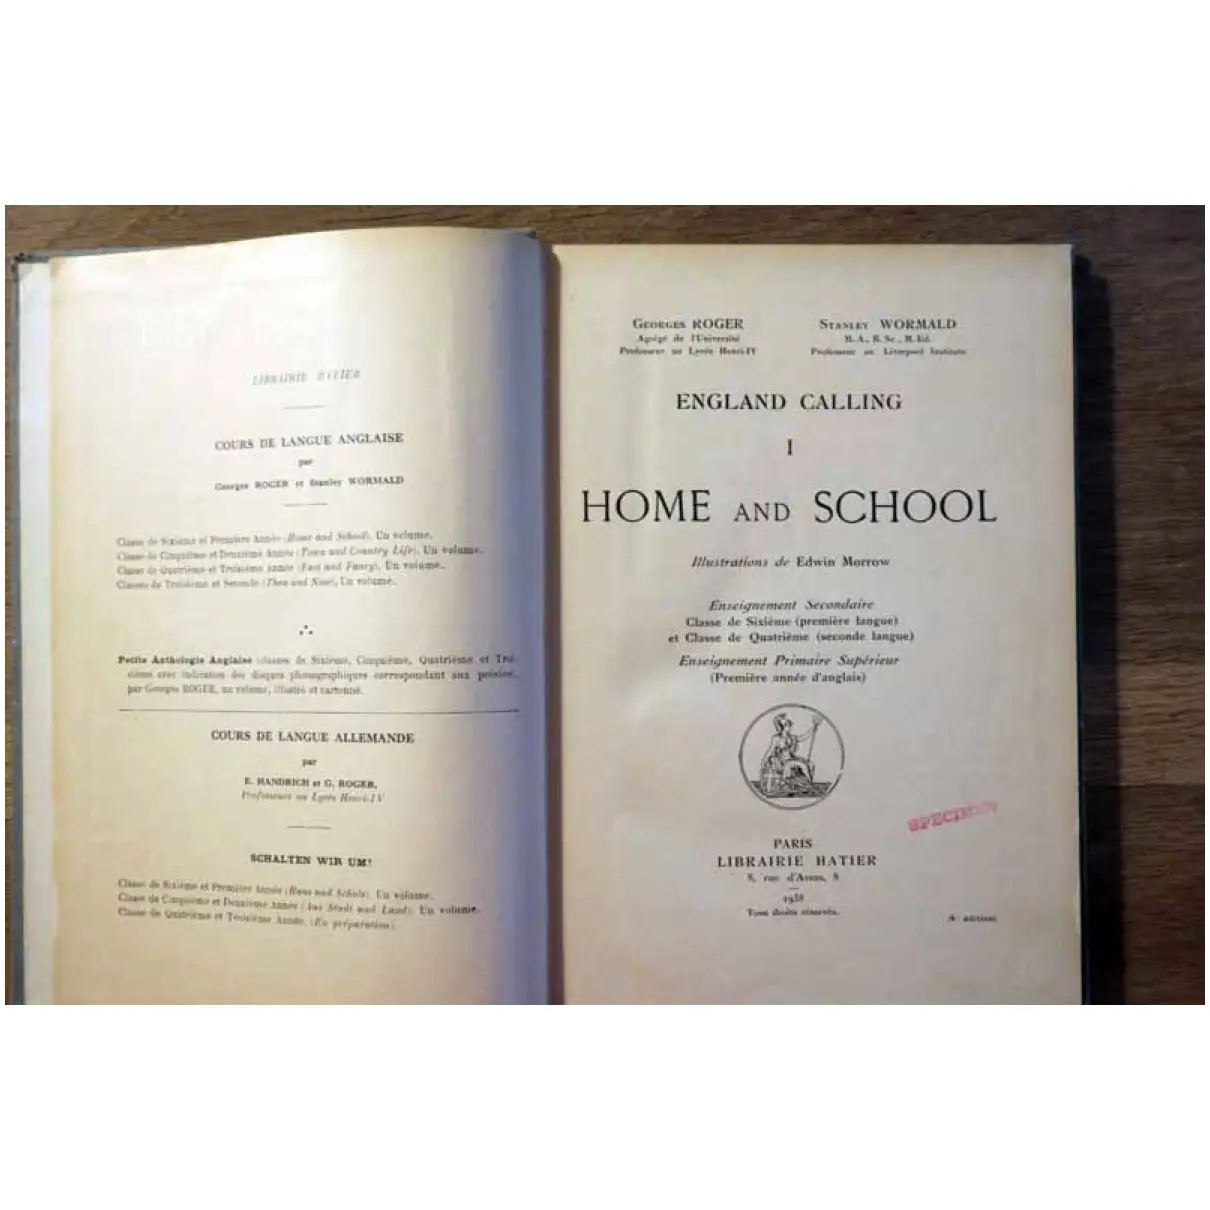 LIBRAIRIE HATIER
COURS DE LANGUE ANGLAISE
par
Georges ROGER et Stanley WORMALD
Classe de Sixième et Première Année (Home and School). Un volume.
Classe de Cinquième et Deuxième Année (Town and Country Life). Un volume.
Classe de Quatrième et Troisième Année (Fact and Fancy). Un volume.
Classes de Troisième et Seconde (Then and Now), Un volume.
Petite Anthologie Anglaise (classes de Sixième, Cinquième, Quatrième et Troi-
sième avec indication des disques phonographiques correspondant aux poésies,
par Georges ROGER, un volume, illustré et cartonné.
COURS DE LANGUE ALLEMANDE
par
E. HANDRICH et G. ROGER,
Professeurs au Lycée Henri-IV
SCHALTEN WIR UM!
Classe de Sixième et Première Année (Haus und Schule). Un volume.
Classe de Cinquième et Deuxième Année (Aus Stadt und Land). Un volume.
Classe de Quatrième et Troisième Année. (En préparation).
Georges ROGER
Agrégé de l'Université
Professeur au Lycée Henri-IV
Stanley WORMALD
M. A., B. Sc., M. Ed.
Professeur au Liverpool Institute
ENGLAND CALLING
I
HOME AND SCHOOL
Illustrations de Edwin Morrow
Enseignement Secondaire
Classe de Sixième (première langue)
et Classe de Quatrième (seconde langue)
Enseignement Primaire Supérieur
(Première année d'anglais)
SPECIMEN
PARIS
LIBRAIRIE HATIER
8, rue d'Assas, 8
1938
Tous droits réservés.
édition